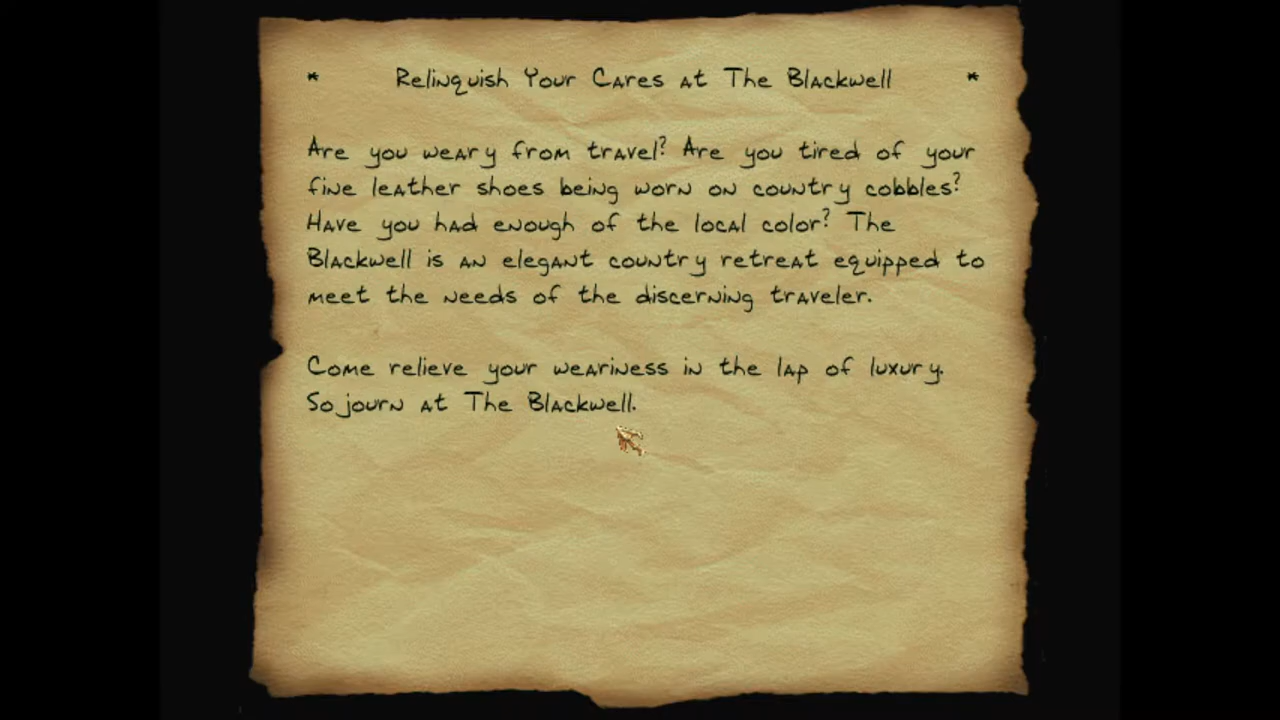 * Relinquish Your Cares at The Blackwell *
Are you weary from travel? Are you tired of your
fine leather shoes being worn on country cobbles?
Have you had enough of the local color? The
Blackwell is an elegant country retreat equipped to
meet the needs of the discerning traveler.
Come relieve your weariness in the lap of luxury.
Sojourn at The Blackwell.